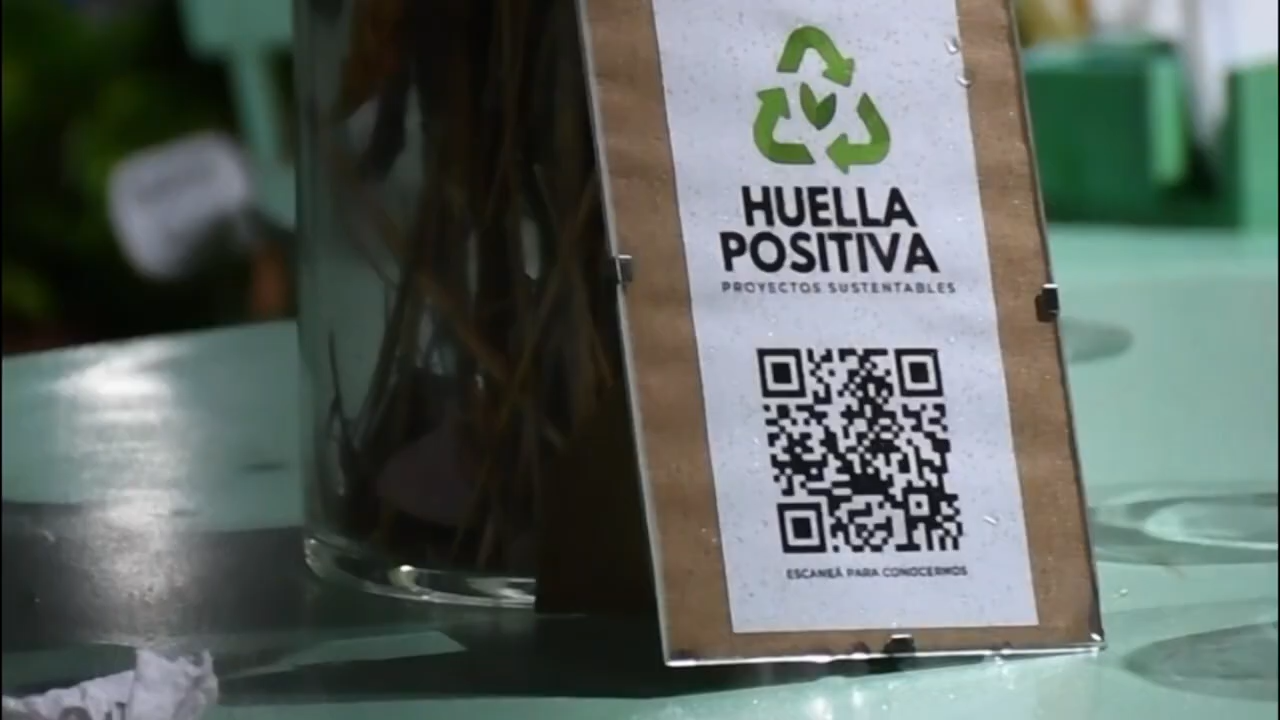 HUELLA
POSITIVA
PROYECTOS SUSTENTABLES
ESCANEÁ PARA CONOCERNOS